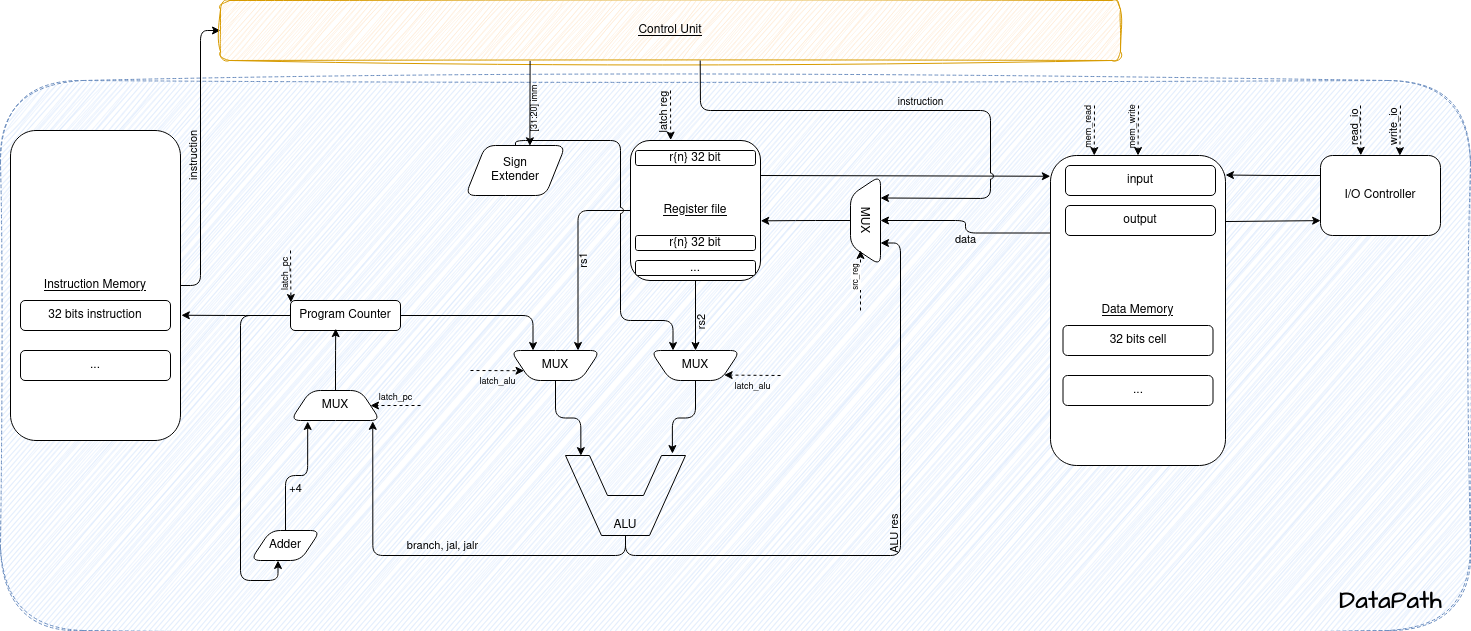 Control Unit
instruction
[31:20] imm
latch reg
instruction
mem_read
mem_write
read_io
write_io
Sign
Extender
r{n} 32 bit
Register file
r{n} 32 bit
...
MUX
src_reg
data
input
output
I/O Controller
Instruction Memory
32 bits instruction
...
latch_pc
Program Counter
rs1
rs2
Data Memory
32 bits cell
...
MUX
latch_alu
MUX
latch_alu
MUX
latch_pc
+4
Adder
ALU
branch, jal, jalr
ALU res
DataPath